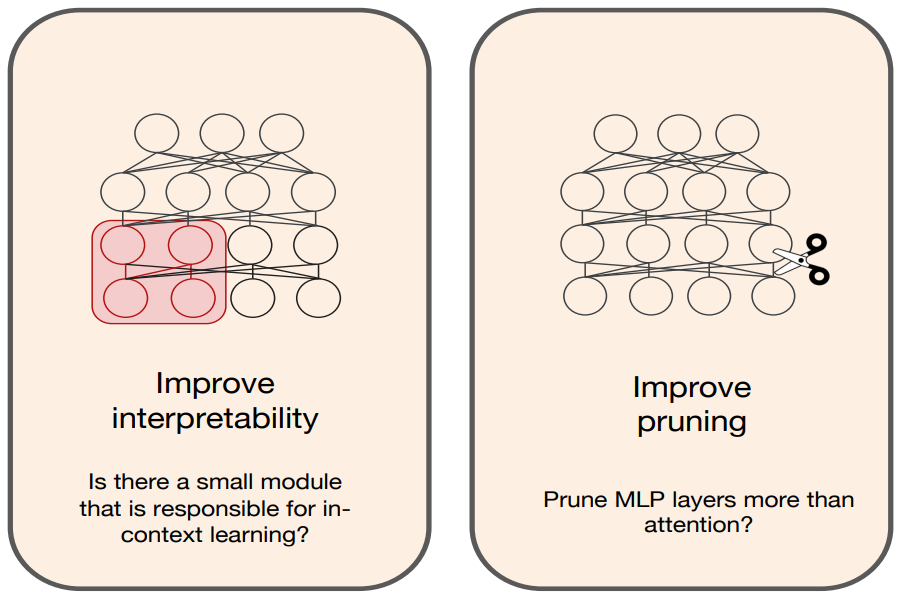 Improve
interpretability
Is there a small module
that is responsible for in-
context learning?
Improve
pruning
Prune MLP layers more than
attention?